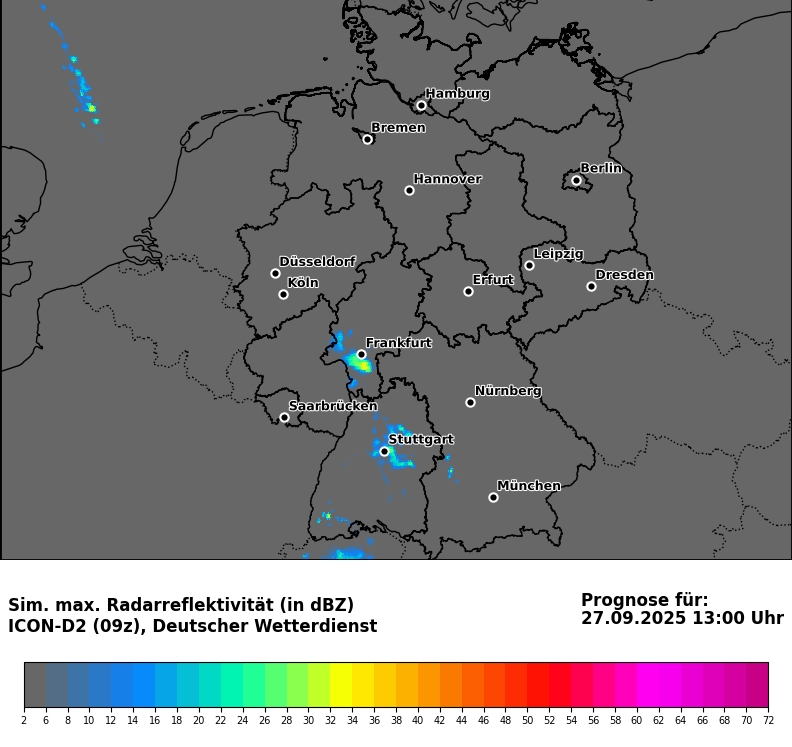 Hamburg
Bremen
Berlin
Hannover
Leipzig
Düsseldorf
Dresden
Erfurt
Köln
Frankfurt
Nürnberg
Saarbrücken
Stuttgart
München
Sim. max. Radarreflektivität (in dBZ)
ICON-D2 (09z), Deutscher Wetterdienst
Prognose für:
27.09.2025 13:00 Uhr
2 6 8 10 12 14 16 18 20 22 24 26 28 30 32 34 36 38 40 42 44 46 48 50 52 54 56 58 60 62 64 66 68 70 72